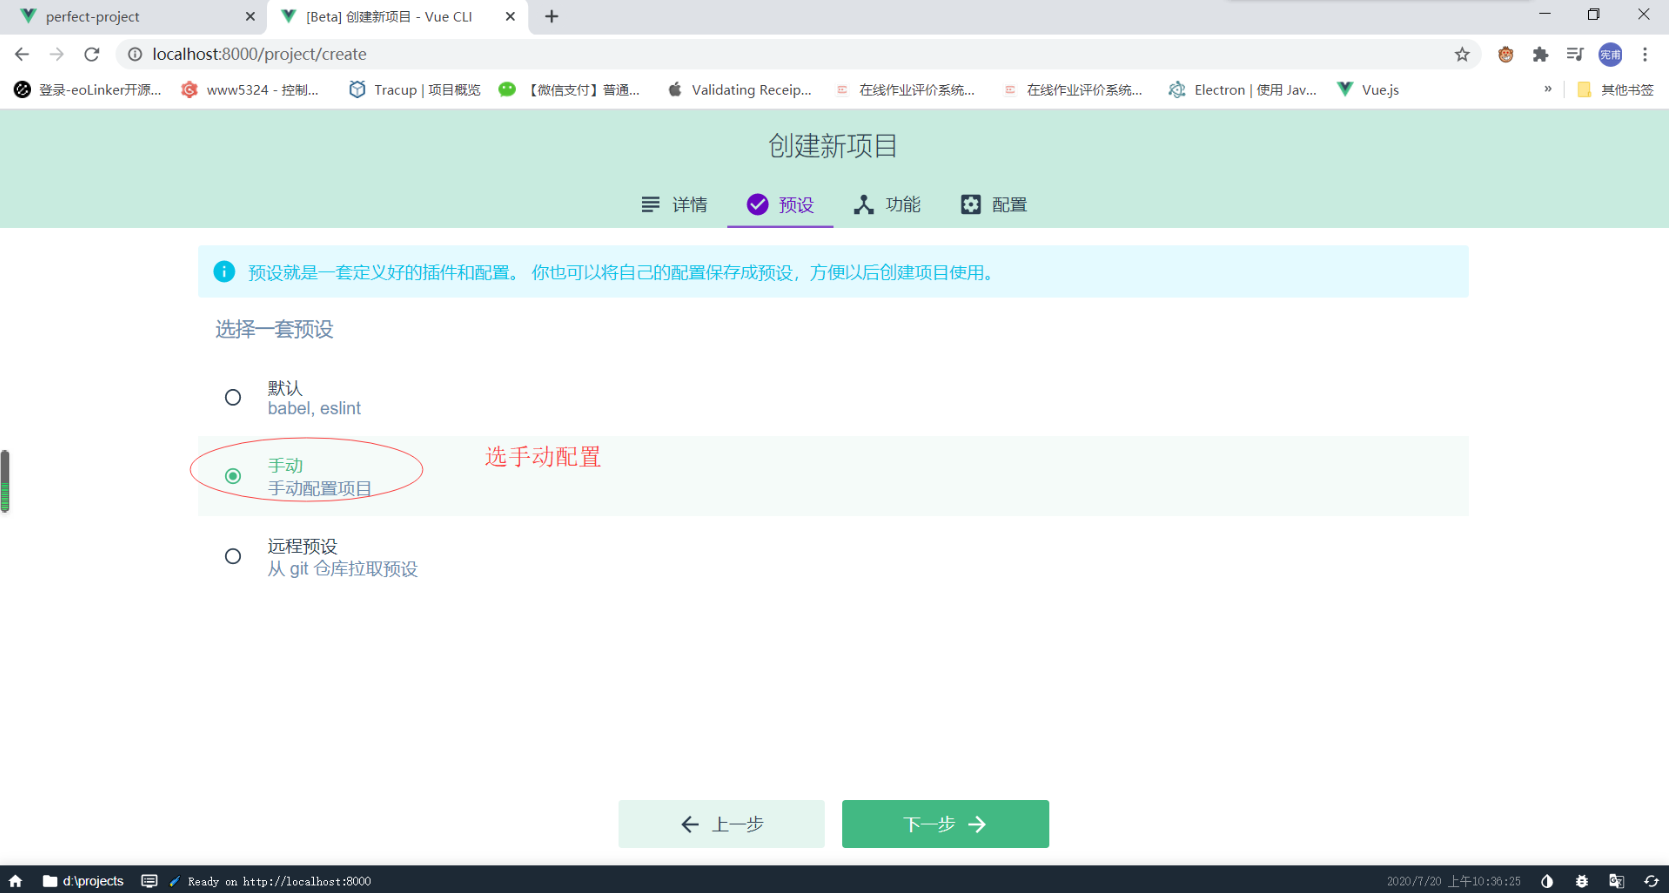 perfect-project
[Beta] 创建新项目 - Vue CLI
localhost:8000/project/create
宪甫
登录-eoLinker开源...
www5324 - 控制...
Tracup | 项目概览
【微信支付】普通...
Validating Receip...
在线作业评价系统...
在线作业评价系统...
Electron | 使用 Jav...
Vue.js
»
其他书签
创建新项目
详情
预设
功能
配置
预设就是一套定义好的插件和配置。 你也可以将自己的配置保存成预设，方便以后创建项目使用。
选择一套预设
默认
babel, eslint
手动
手动配置项目
选手动配置
远程预设
从 git 仓库拉取预设
上一步
下一步
d:\projects
Ready on http://localhost:8000
2020/7/20 上午10:36:25